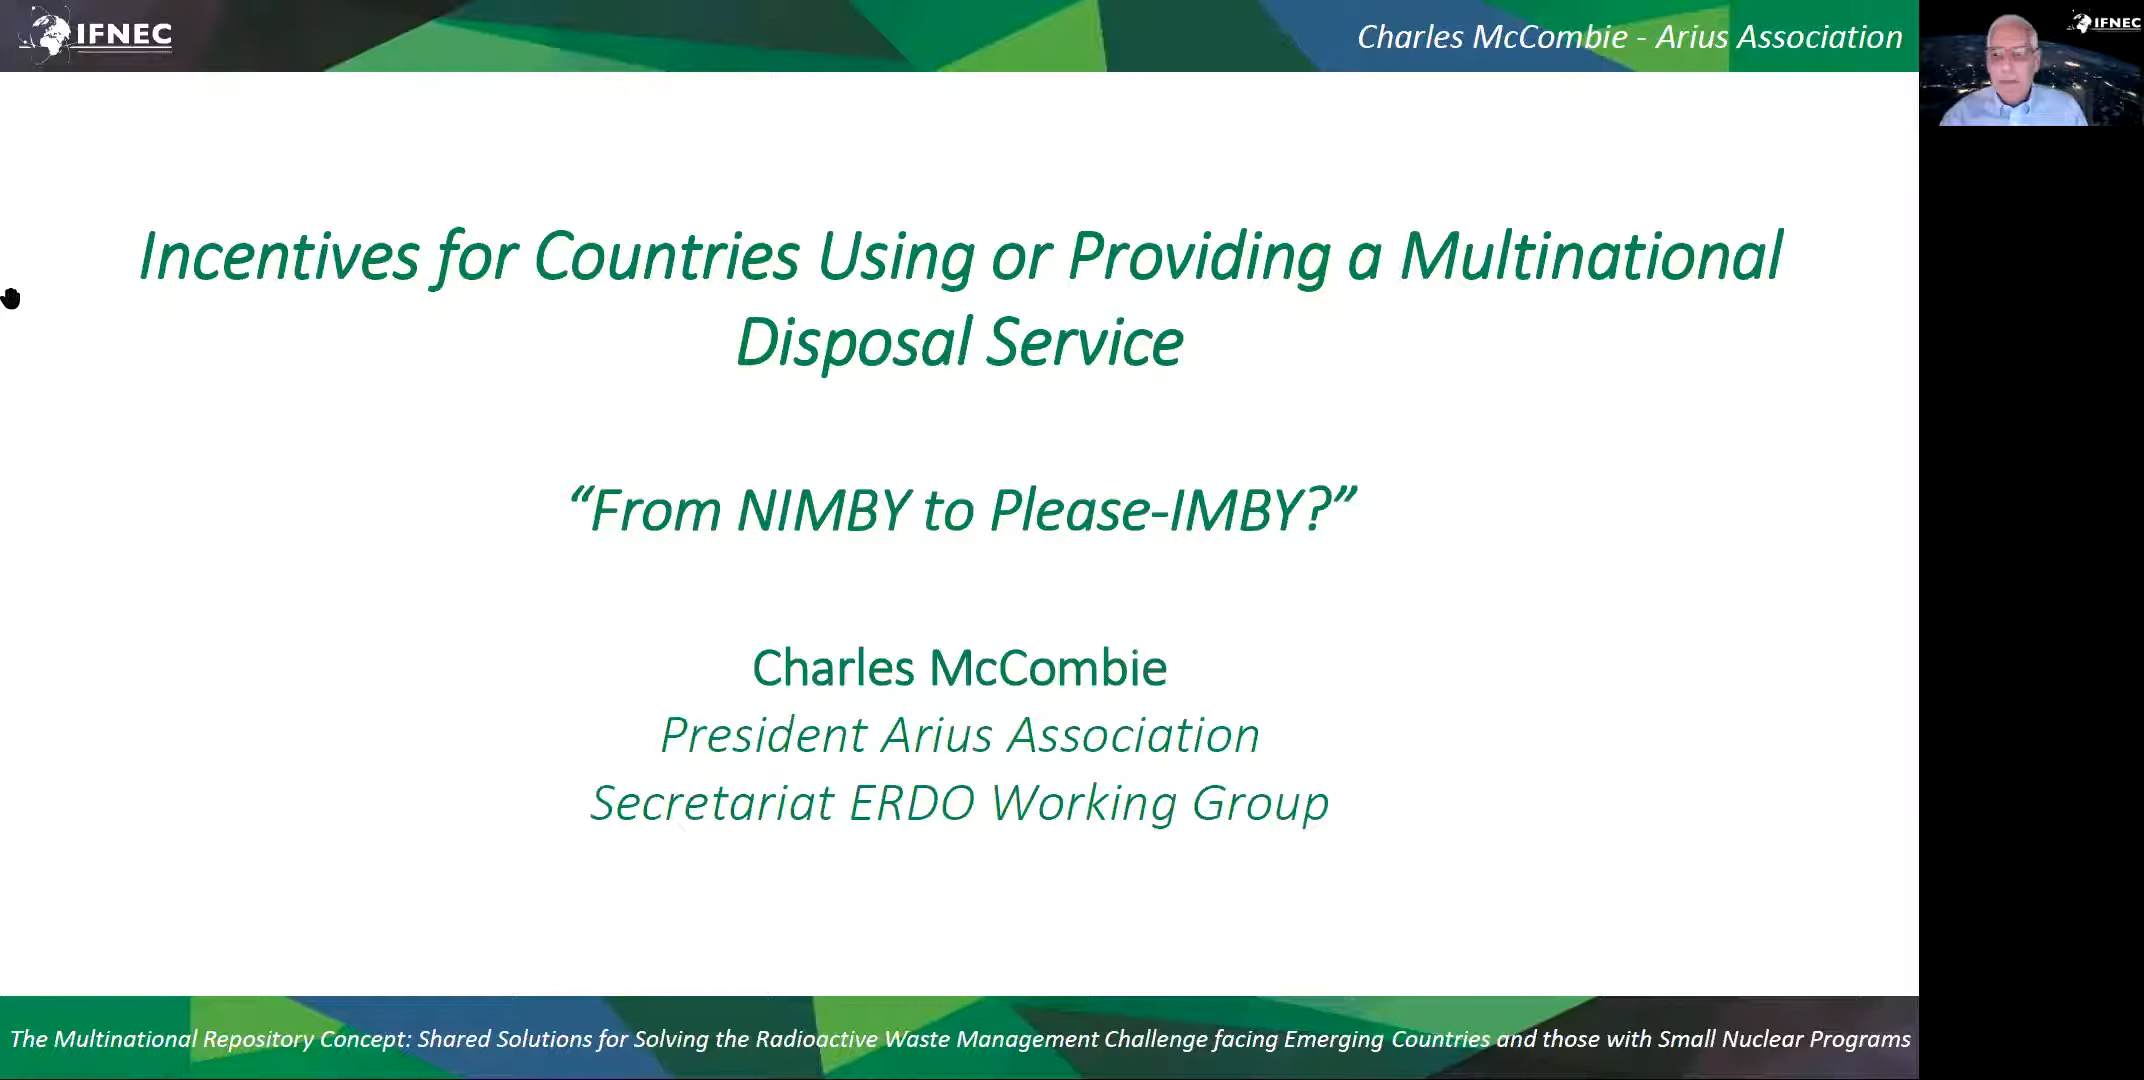 IFNEC
Charles McCombie - Arius Association
IFNEC
Incentives for Countries Using or Providing a Multinational
Disposal Service
“From NIMBY to Please-IMBY?”
Charles McCombie
President Arius Association
Secretariat ERDO Working Group
The Multinational Repository Concept: Shared Solutions for Solving the Radioactive Waste Management Challenge facing Emerging Countries and those with Small Nuclear Programs